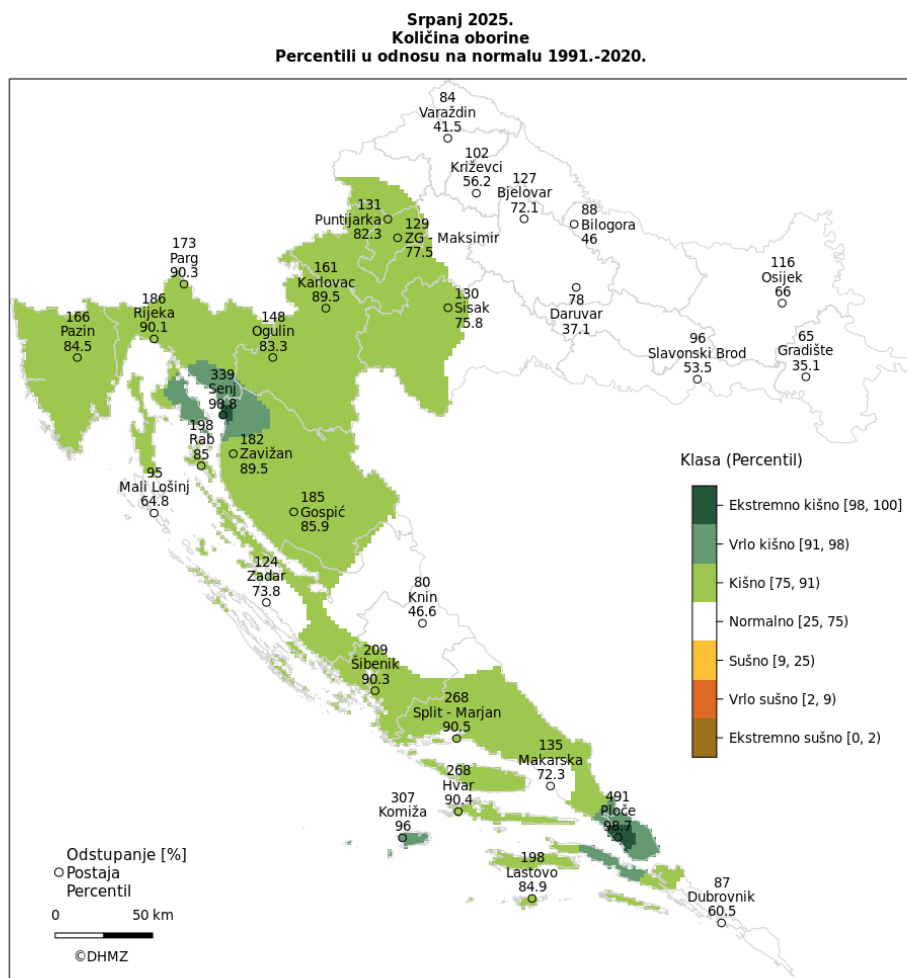 Srpanj 2025.
Količina oborine
Percentili u odnosu na normalu 1991.-2020.
84
Varaždin
41.5
102
Križevci
56.2
127
Bjelovar
72.1
88
Bilogora
46
131
Puntijarka
82.3
129
ZG - Maksimir
77.5
173
Parg
90.3
161
Karlovac
89.5
116
Osijek
66
166
Pazin
84.5
186
Rijeka
90.1
148
Ogulin
83.3
130
Sisak
75.8
78
Daruvar
37.1
96
Slavonski Brod
53.5
65
Gradište
35.1
339
Senj
98.8
198
Rab
85
182
Zavižan
89.5
95
Mali Lošinj
64.8
185
Gospić
85.9
124
Zadar
73.8
80
Knin
46.6
209
Šibenik
90.3
268
Split - Marjan
90.5
135
Makarska
72.3
268
Hvar
90.4
307
Komiža
96
491
Ploče
98.7
198
Lastovo
84.9
87
Dubrovnik
60.5
Klasa (Percentil)
Ekstremno kišno [98, 100]
Vrlo kišno [91, 98)
Kišno [75, 91)
Normalno [25, 75)
Sušno [9, 25)
Vrlo sušno [2, 9)
Ekstremno sušno [0, 2)
Odstupanje [%]
Postaja
Percentil
0 50 km
©DHMZ